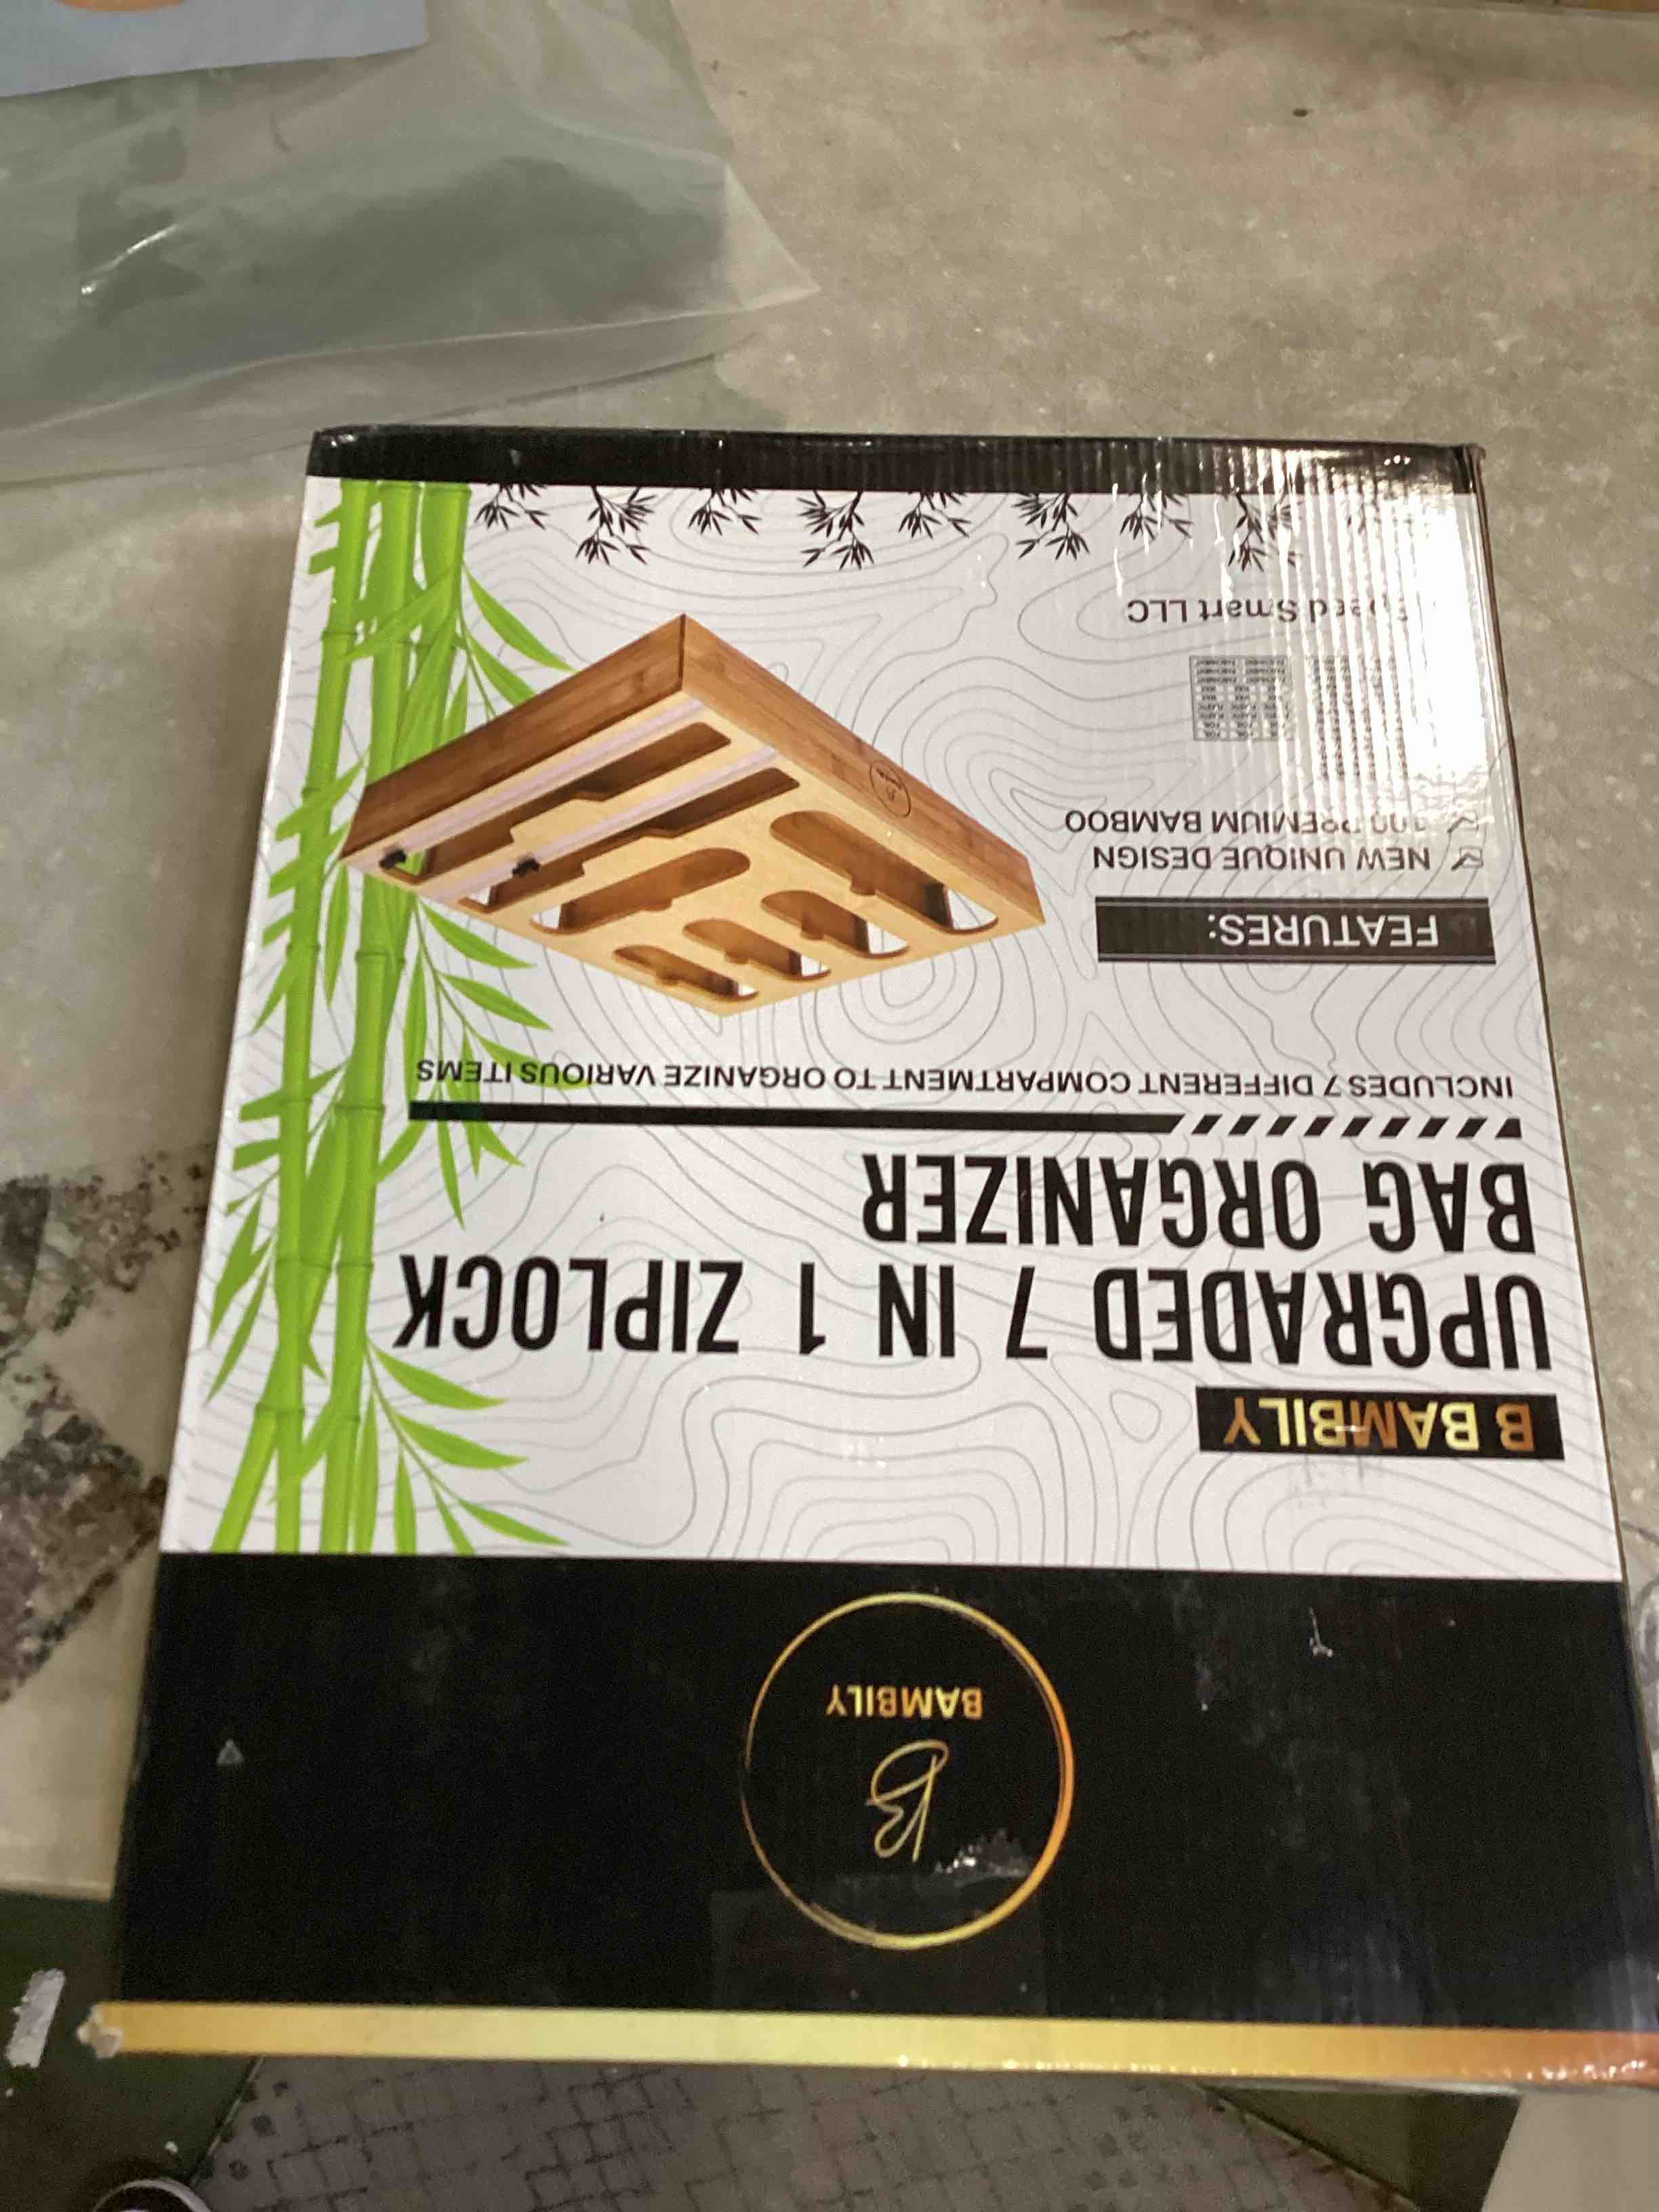 BAMBILY
B BAMBILY
UPGRADED 7 IN 1 ZIPLOCK
BAG ORGANIZER
INCLUDES 7 DIFFERENT COMPARTMENT TO ORGANIZE VARIOUS ITEMS
FEATURES:
NEW UNIQUE DESIGN
PREMIUM BAMBOO
Smart LLC